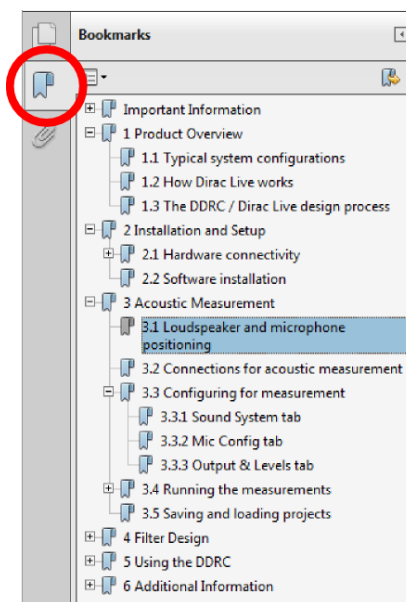 Bookmarks
Important Information
1 Product Overview
1.1 Typical system configurations
1.2 How Dirac Live works
1.3 The DDRC / Dirac Live design process
2 Installation and Setup
2.1 Hardware connectivity
2.2 Software installation
3 Acoustic Measurement
3.1 Loudspeaker and microphone
positioning
3.2 Connections for acoustic measurement
3.3 Configuring for measurement
3.3.1 Sound System tab
3.3.2 Mic Config tab
3.3.3 Output & Levels tab
3.4 Running the measurements
3.5 Saving and loading projects
4 Filter Design
5 Using the DDRC
6 Additional Information